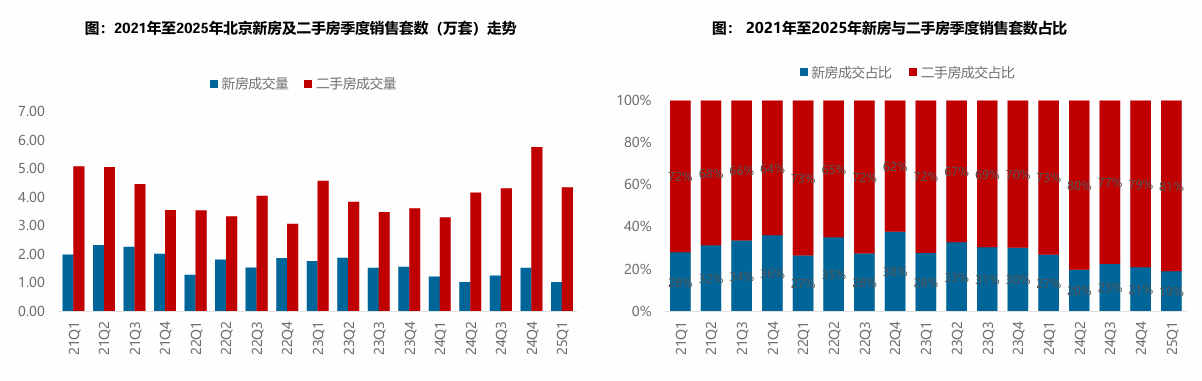 图：2021年至2025年北京新房及二手房季度销售套数（万套）走势
新房成交量 二手房成交量
7.00
6.00
5.00
4.00
3.00
2.00
1.00
0.00
21Q1 21Q2 21Q3 21Q4 22Q1 22Q2 22Q3 22Q4 23Q1 23Q2 23Q3 23Q4 24Q1 24Q2 24Q3 24Q4 25Q1
图： 2021年至2025年新房与二手房季度销售套数占比
新房成交占比 二手房成交占比
100%
80%
60%
40%
20%
0%
72% 68% 66% 64% 73% 65% 72% 62% 72% 67% 69% 70% 73% 80% 77% 79% 81%
28% 32% 34% 36% 27% 35% 28% 38% 28% 33% 30% 27% 20% 23% 21% 19%
21Q1 21Q2 21Q3 21Q4 22Q1 22Q2 22Q3 22Q4 23Q1 23Q2 23Q3 23Q4 24Q1 24Q2 24Q3 24Q4 25Q1